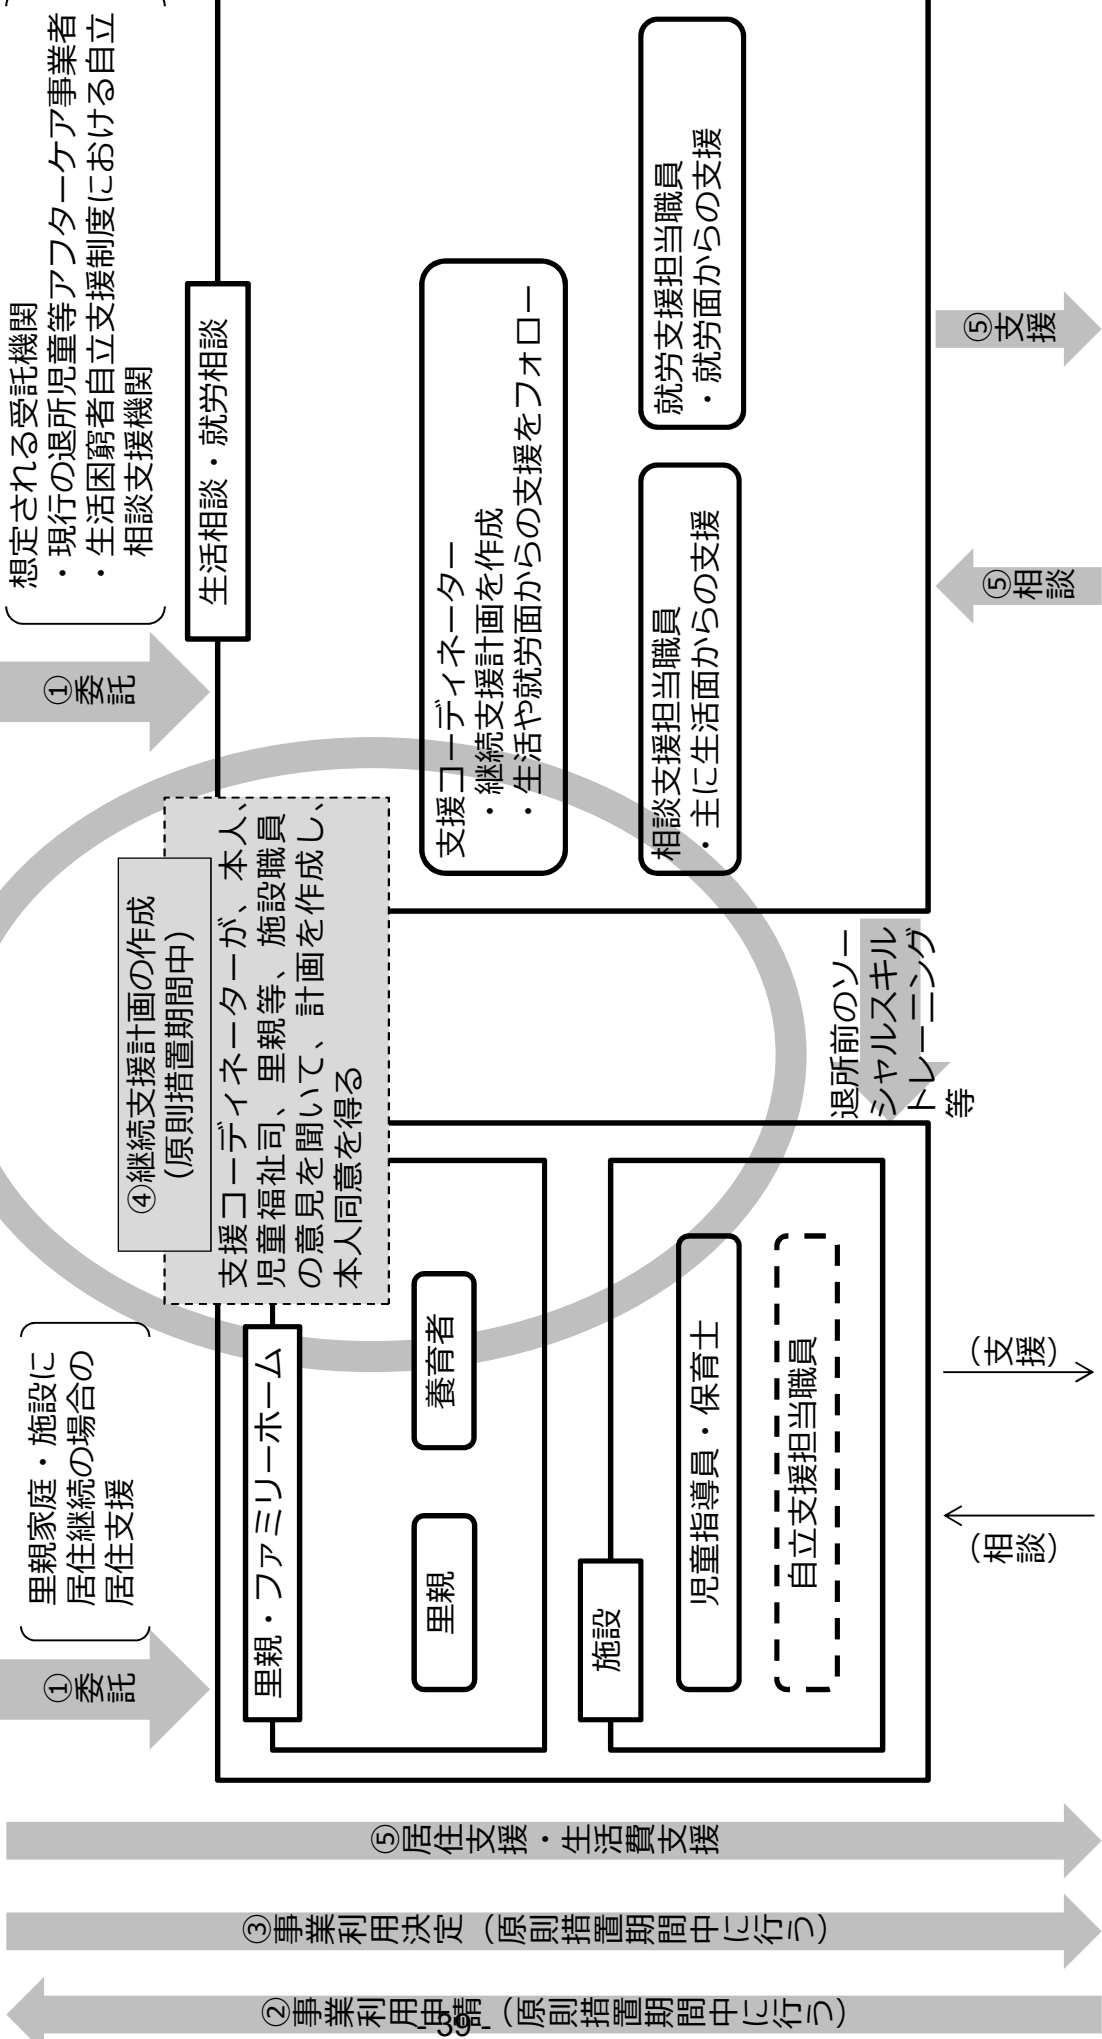 ②事業利用申請（原則措置期間中に行う）
③事業利用決定（原則措置期間中に行う）
⑤居住支援・生活費支援
①委託
里親家庭・施設に
居住継続の場合の
居住支援
里親・ファミリーホーム
里親
養育者
施設
児童指導員・保育士
自立支援担当職員
（相談）
（支援）
④継続支援計画の作成
（原則措置期間中）
支援コーディネーターが、本人、
児童福祉司、里親等、施設職員
の意見を聞いて、計画を作成し、
本人同意を得る
退所前のソー
シャルスキル
トレーニング
等
①委託
想定される受託機関
・現行の退所児童等アフターケア事業者
・生活困窮者自立支援制度における自立
相談支援機関
生活相談・就労相談
支援コーディネーター
・継続支援計画を作成
・生活や就労面からの支援をフォロー
相談支援担当職員
・主に生活面からの支援
就労支援担当職員
・就労面からの支援
⑤相談
⑤支援
- 39 -